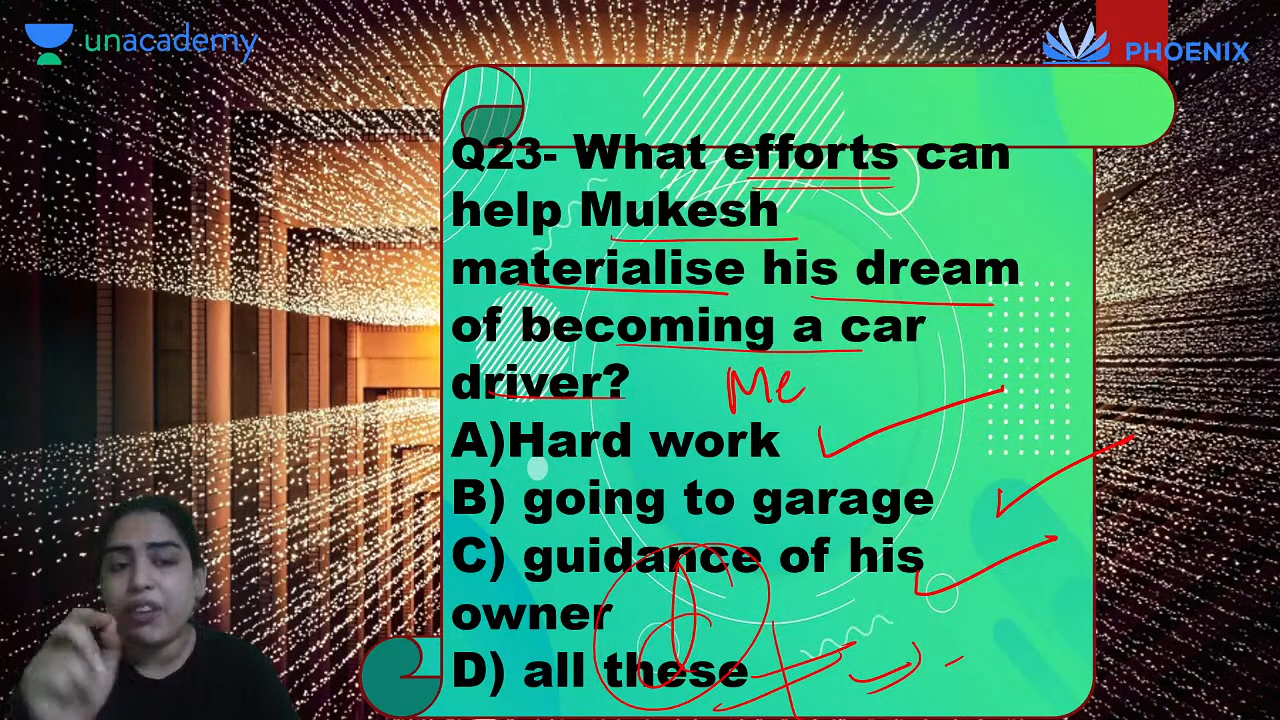 unacademy
PHOENIX
Q23- What efforts can
help Mukesh
materialise his dream
of becoming a car
driver?
Me
A)Hard work
B) going to garage
C) guidance of his
owner
D) all these